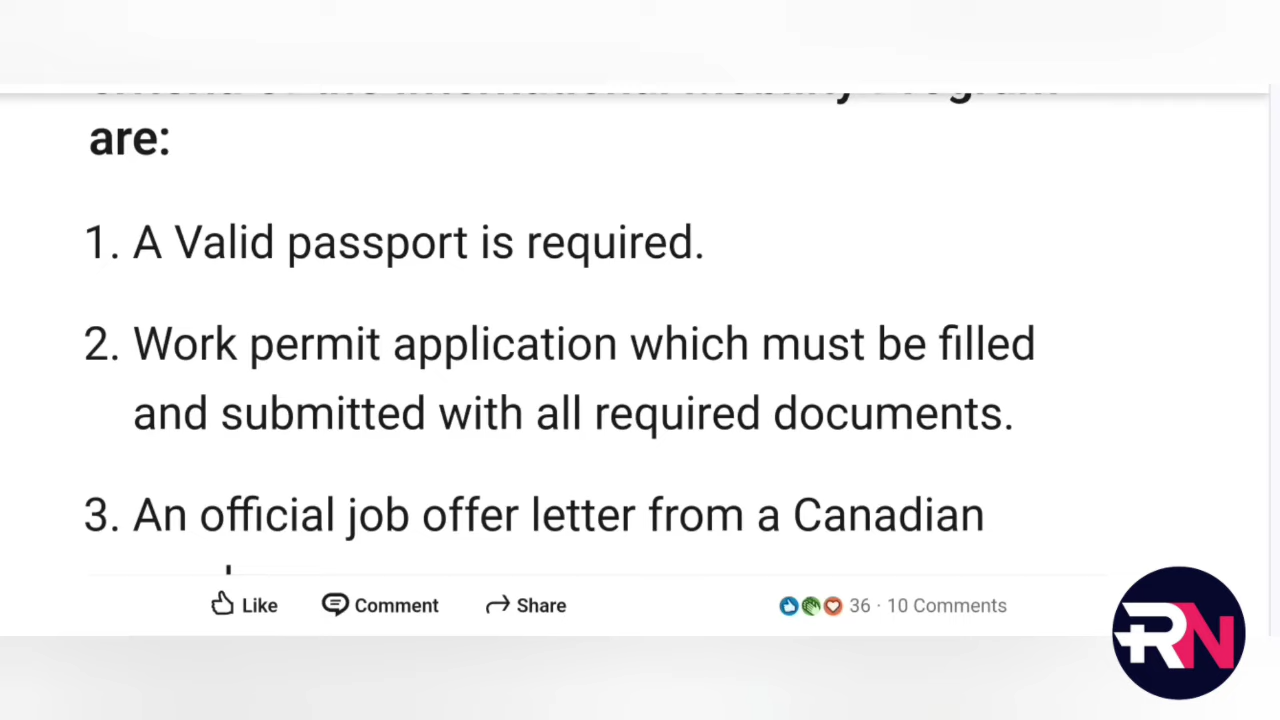 are:
1. A Valid passport is required.
2. Work permit application which must be filled
and submitted with all required documents.
3. An official job offer letter from a Canadian
Like Comment Share 36 · 10 Comments
RN